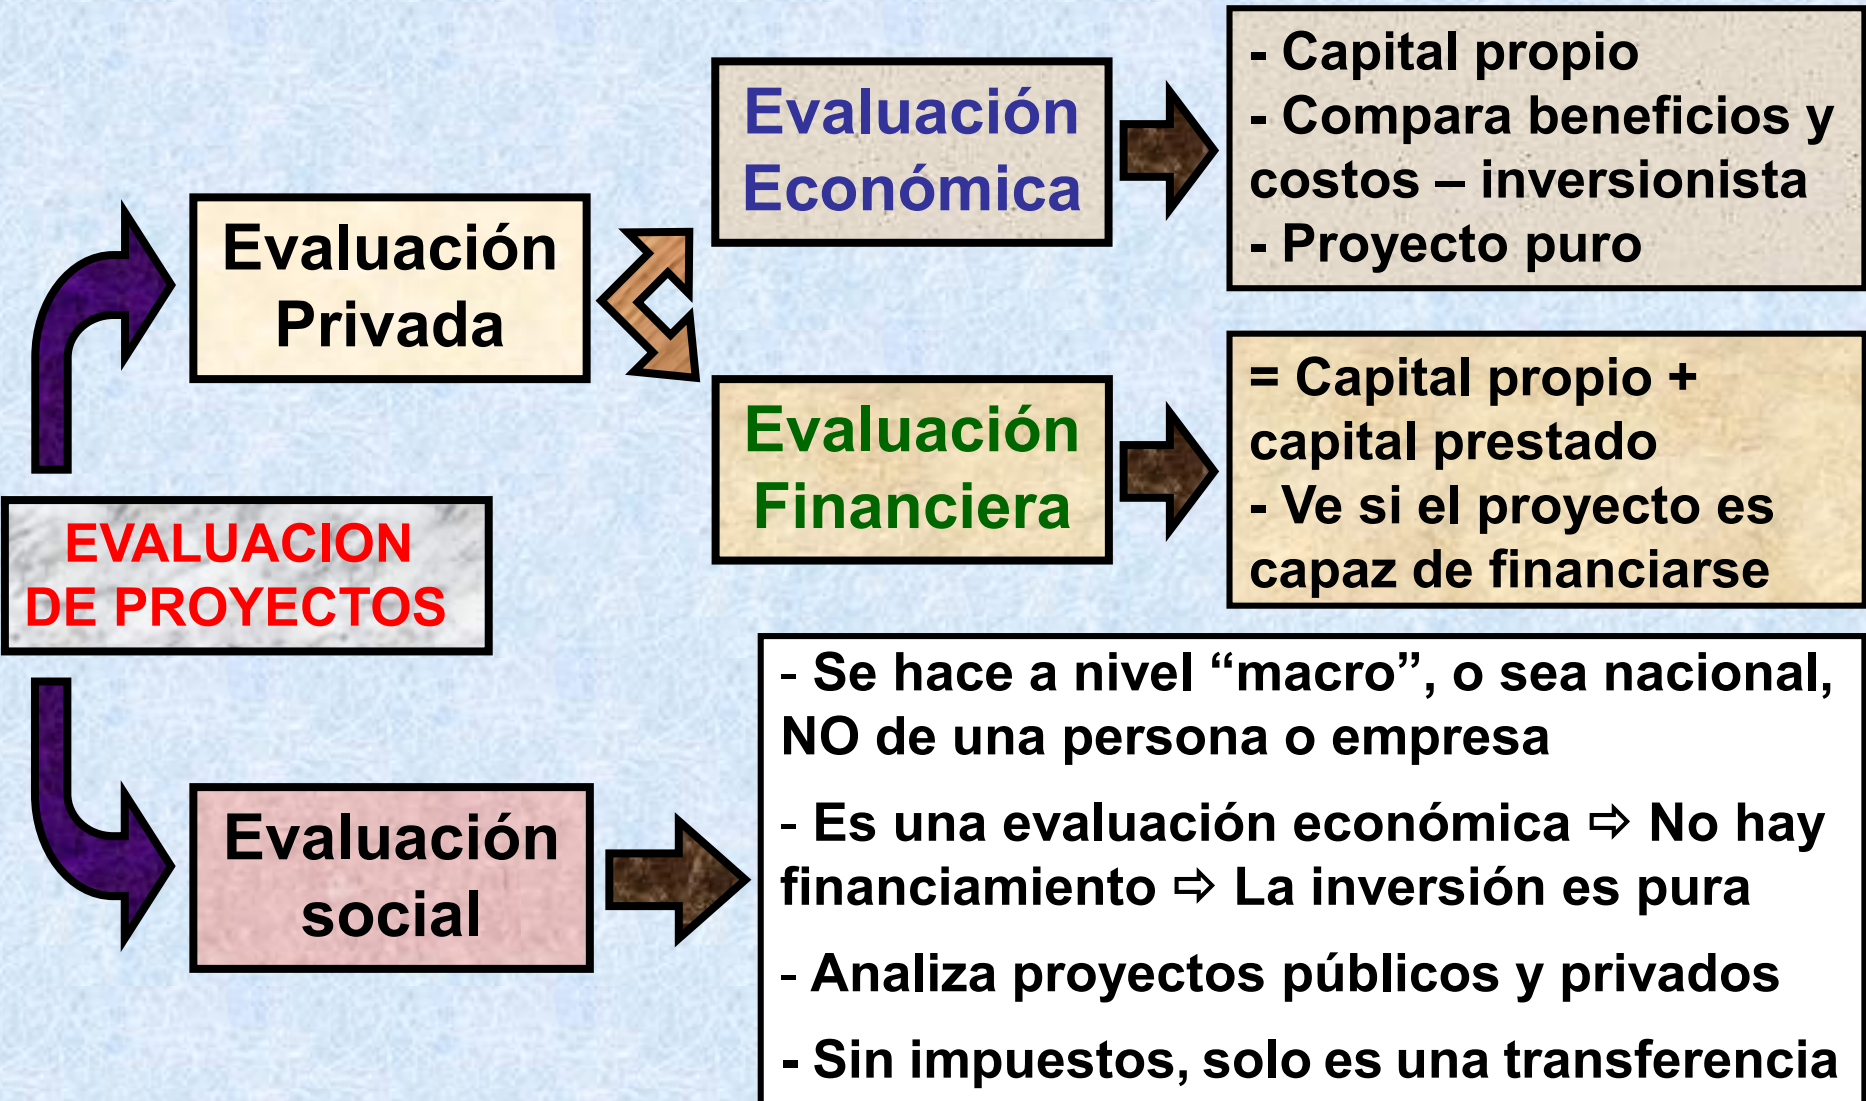 EVALUACION
DE PROYECTOS
Evaluación
Privada
Evaluación
Económica
- Capital propio
- Compara beneficios y
costos – inversionista
- Proyecto puro
Evaluación
Financiera
= Capital propio +
capital prestado
- Ve si el proyecto es
capaz de financiarse
Evaluación
social
- Se hace a nivel “macro”, o sea nacional,
NO de una persona o empresa
- Es una evaluación económica ⇨ No hay
financiamiento ⇨ La inversión es pura
- Analiza proyectos públicos y privados
- Sin impuestos, solo es una transferencia